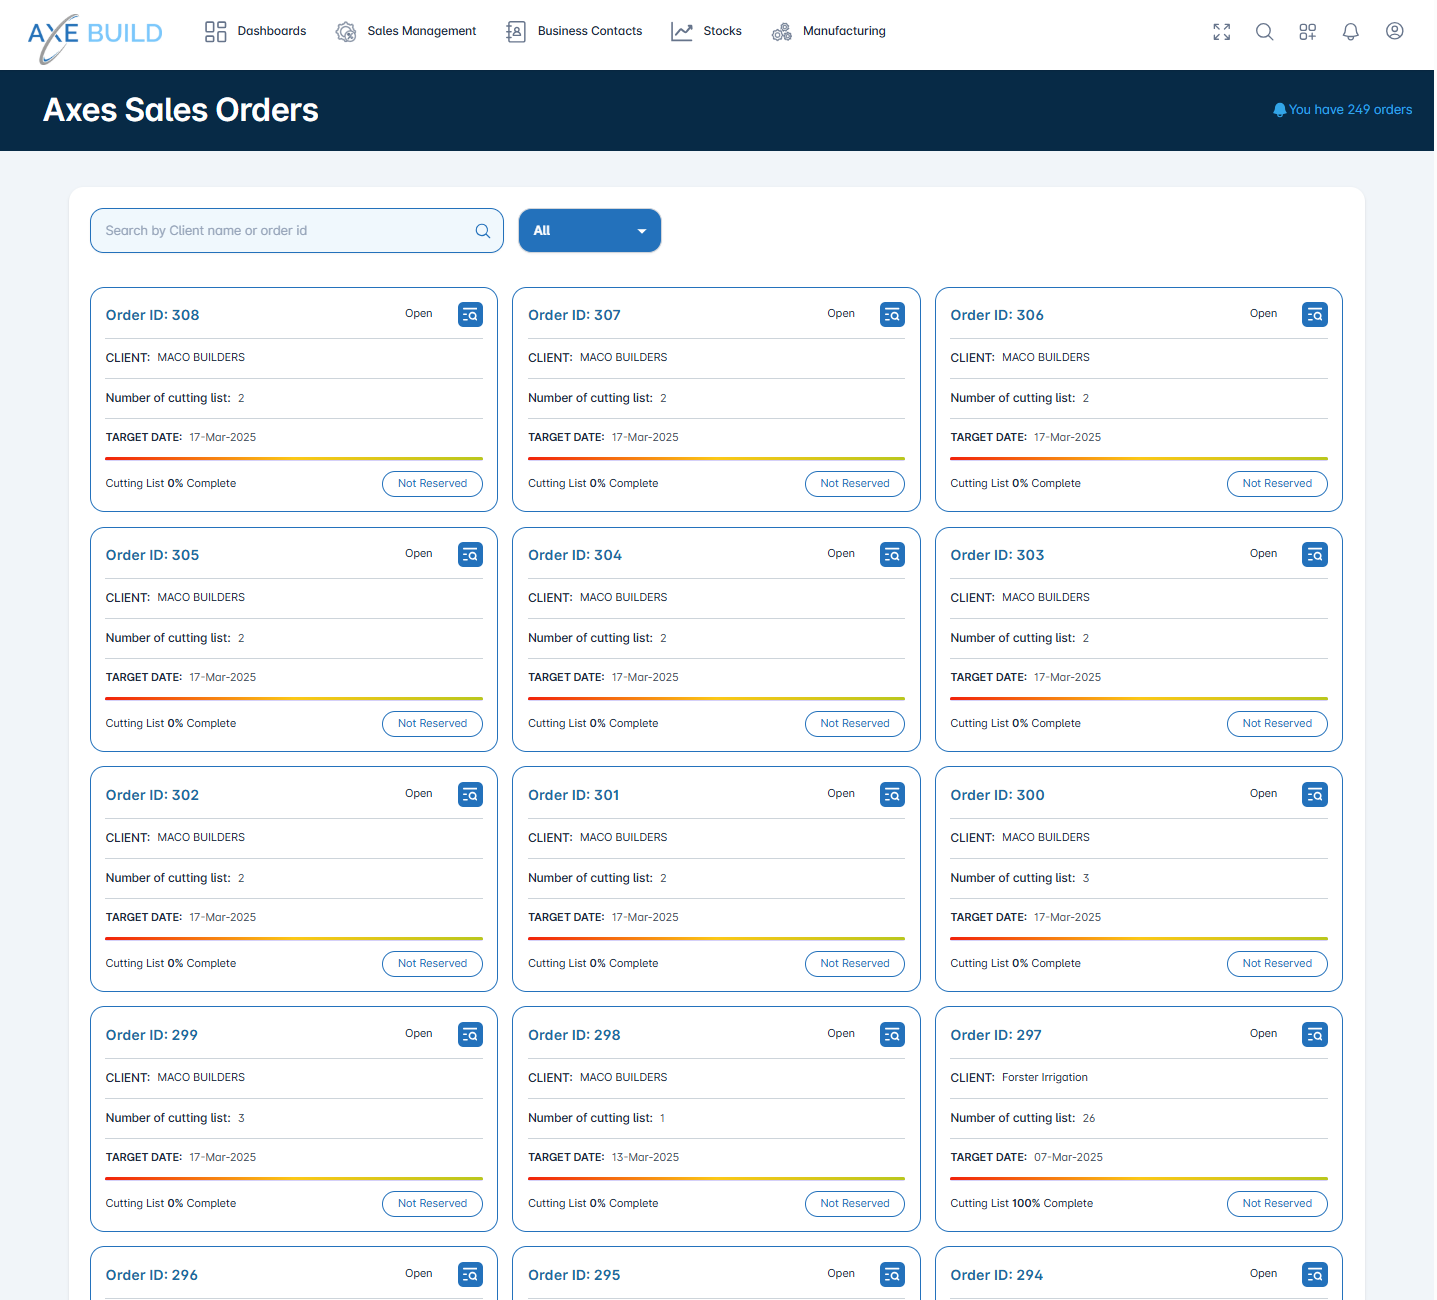 AXE BUILD
Dashboards
Sales Management
Business Contacts
Stocks
Manufacturing
Axes Sales Orders
You have 249 orders
Search by Client name or order id
All
Order ID: 308
Open
CLIENT: MACO BUILDERS
Number of cutting list: 2
TARGET DATE: 17-Mar-2025
Cutting List 0% Complete
Not Reserved
Order ID: 307
Open
CLIENT: MACO BUILDERS
Number of cutting list: 2
TARGET DATE: 17-Mar-2025
Cutting List 0% Complete
Not Reserved
Order ID: 306
Open
CLIENT: MACO BUILDERS
Number of cutting list: 2
TARGET DATE: 17-Mar-2025
Cutting List 0% Complete
Not Reserved
Order ID: 305
Open
CLIENT: MACO BUILDERS
Number of cutting list: 2
TARGET DATE: 17-Mar-2025
Cutting List 0% Complete
Not Reserved
Order ID: 304
Open
CLIENT: MACO BUILDERS
Number of cutting list: 2
TARGET DATE: 17-Mar-2025
Cutting List 0% Complete
Not Reserved
Order ID: 303
Open
CLIENT: MACO BUILDERS
Number of cutting list: 2
TARGET DATE: 17-Mar-2025
Cutting List 0% Complete
Not Reserved
Order ID: 302
Open
CLIENT: MACO BUILDERS
Number of cutting list: 2
TARGET DATE: 17-Mar-2025
Cutting List 0% Complete
Not Reserved
Order ID: 301
Open
CLIENT: MACO BUILDERS
Number of cutting list: 2
TARGET DATE: 17-Mar-2025
Cutting List 0% Complete
Not Reserved
Order ID: 300
Open
CLIENT: MACO BUILDERS
Number of cutting list: 3
TARGET DATE: 17-Mar-2025
Cutting List 0% Complete
Not Reserved
Order ID: 299
Open
CLIENT: MACO BUILDERS
Number of cutting list: 3
TARGET DATE: 17-Mar-2025
Cutting List 0% Complete
Not Reserved
Order ID: 298
Open
CLIENT: MACO BUILDERS
Number of cutting list: 1
TARGET DATE: 13-Mar-2025
Cutting List 0% Complete
Not Reserved
Order ID: 297
Open
CLIENT: Forster Irrigation
Number of cutting list: 26
TARGET DATE: 07-Mar-2025
Cutting List 100% Complete
Not Reserved
Order ID: 296
Open
Order ID: 295
Open
Order ID: 294
Open